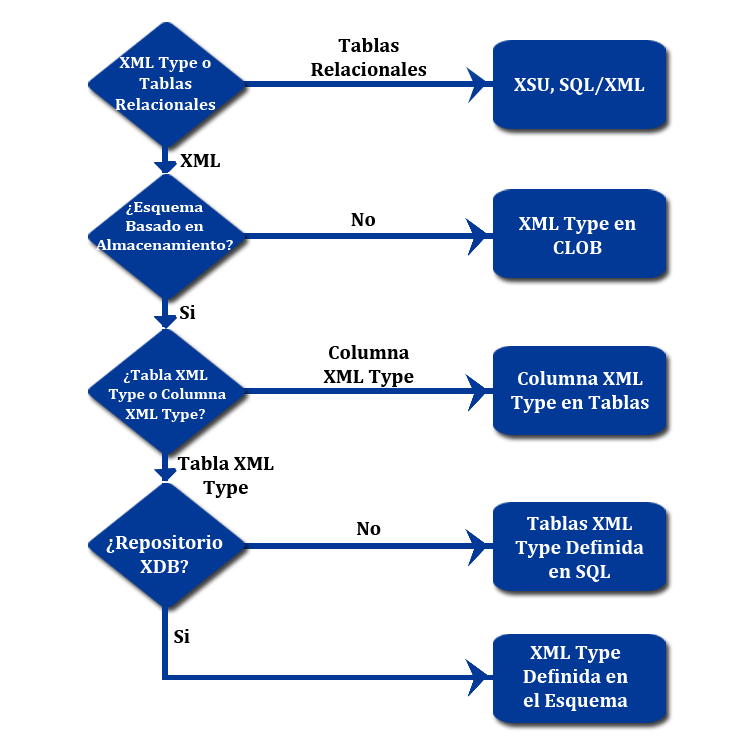 XML Type o
Tablas
Relacionales
Tablas
Relacionales
XSU, SQL/XML
XML
¿Esquema
Basado en
Almacenamiento?
No
XML Type en
CLOB
Si
¿Tabla XML
Type o Columna
XML Type?
Columna
XML Type
Columna XML
Type en Tablas
Tabla XML
Type
¿Repositorio
XDB?
No
Tablas XML
Type Definida
en SQL
Si
XML Type
Definida en
el Esquema